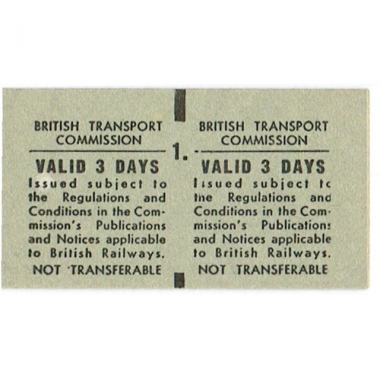 BRITISH TRANSPORT
COMMISSION
VALID 3 DAYS
Issued subject to
the Regulations and
Conditions in the Com-
mission's Publications
and Notices applicable
to British Railways.
NOT TRANSFERABLE
1.
BRITISH TRANSPORT
COMMISSION
VALID 3 DAYS
Issued subject to
the Regulations and
Conditions in the Com-
mission's Publications
and Notices applicable
to British Railways.
NOT TRANSFERABLE